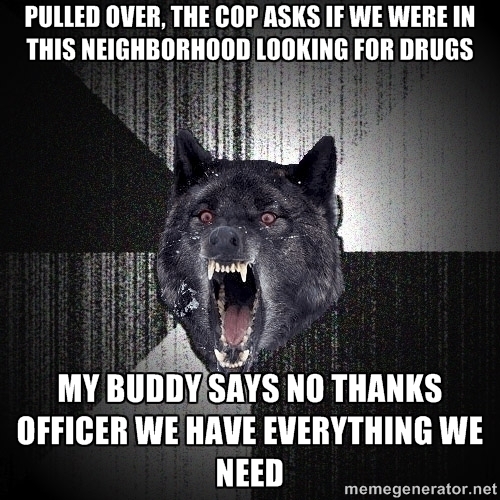 PULLED OVER, THE COP ASKS IF WE WERE IN
THIS NEIGHBORHOOD LOOKING FOR DRUGS
MY BUDDY SAYS NO THANKS
OFFICER WE HAVE EVERYTHING WE
NEED
memegenerator.net